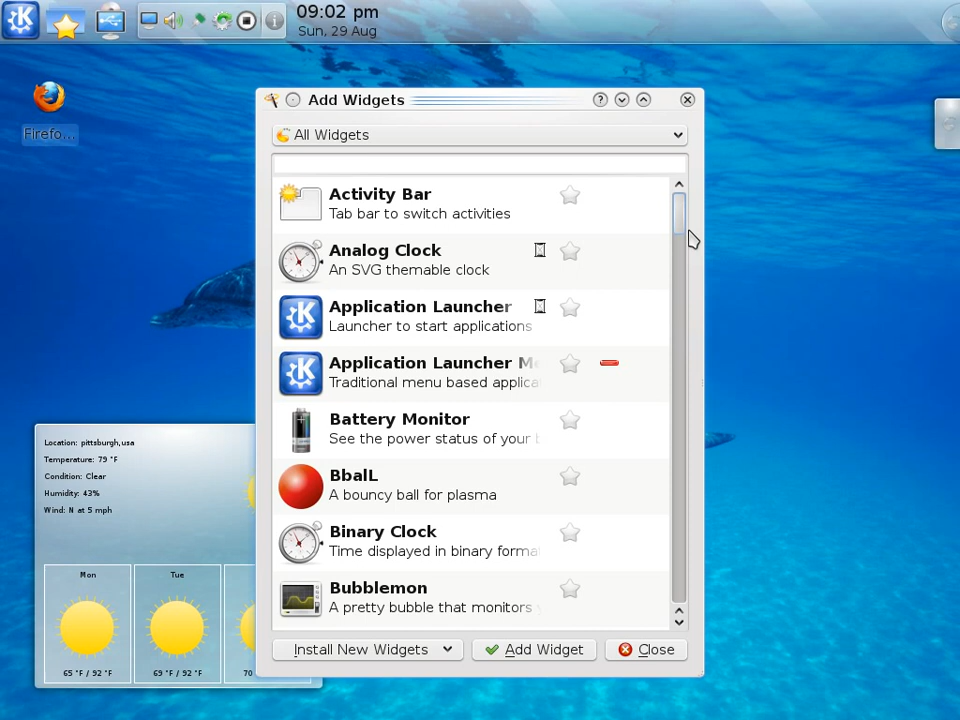 09:02 pm
Sun, 29 Aug
Firefo...
Add Widgets
All Widgets
Activity Bar
Tab bar to switch activities
Analog Clock
An SVG themable clock
Application Launcher
Launcher to start applications
Application Launcher M
Traditional menu based applica
Battery Monitor
See the power status of your b
BbalL
A bouncy ball for plasma
Binary Clock
Time displayed in binary forma
Bubblemon
A pretty bubble that monitors
Install New Widgets
Add Widget
Close
Location: pittsburgh,usa
Temperature: 79 °F
Condition: Clear
Humidity: 43%
Wind: N at 5 mph
Mon
Tue
65 °F / 92 °F
69 °F / 92 °F
70